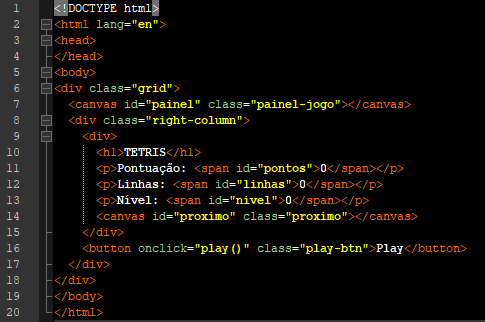 1 <!DOCTYPE html>
2 <html lang="en">
3 <head>
4 </head>
5 <body>
6 <div class="grid">
7 <canvas id="painel" class="painel-jogo"></canvas>
8 <div class="right-column">
9 <div>
10 <h1>TETRIS</h1>
11 <p>Pontuação: <span id="pontos">0</span></p>
12 <p>Linhas: <span id="linhas">0</span></p>
13 <p>Nível: <span id="nivel">0</span></p>
14 <canvas id="proximo" class="proximo"></canvas>
15 </div>
16 <button onclick="play()" class="play-btn">Play</button>
17 </div>
18 </div>
19 </body>
20 </html>